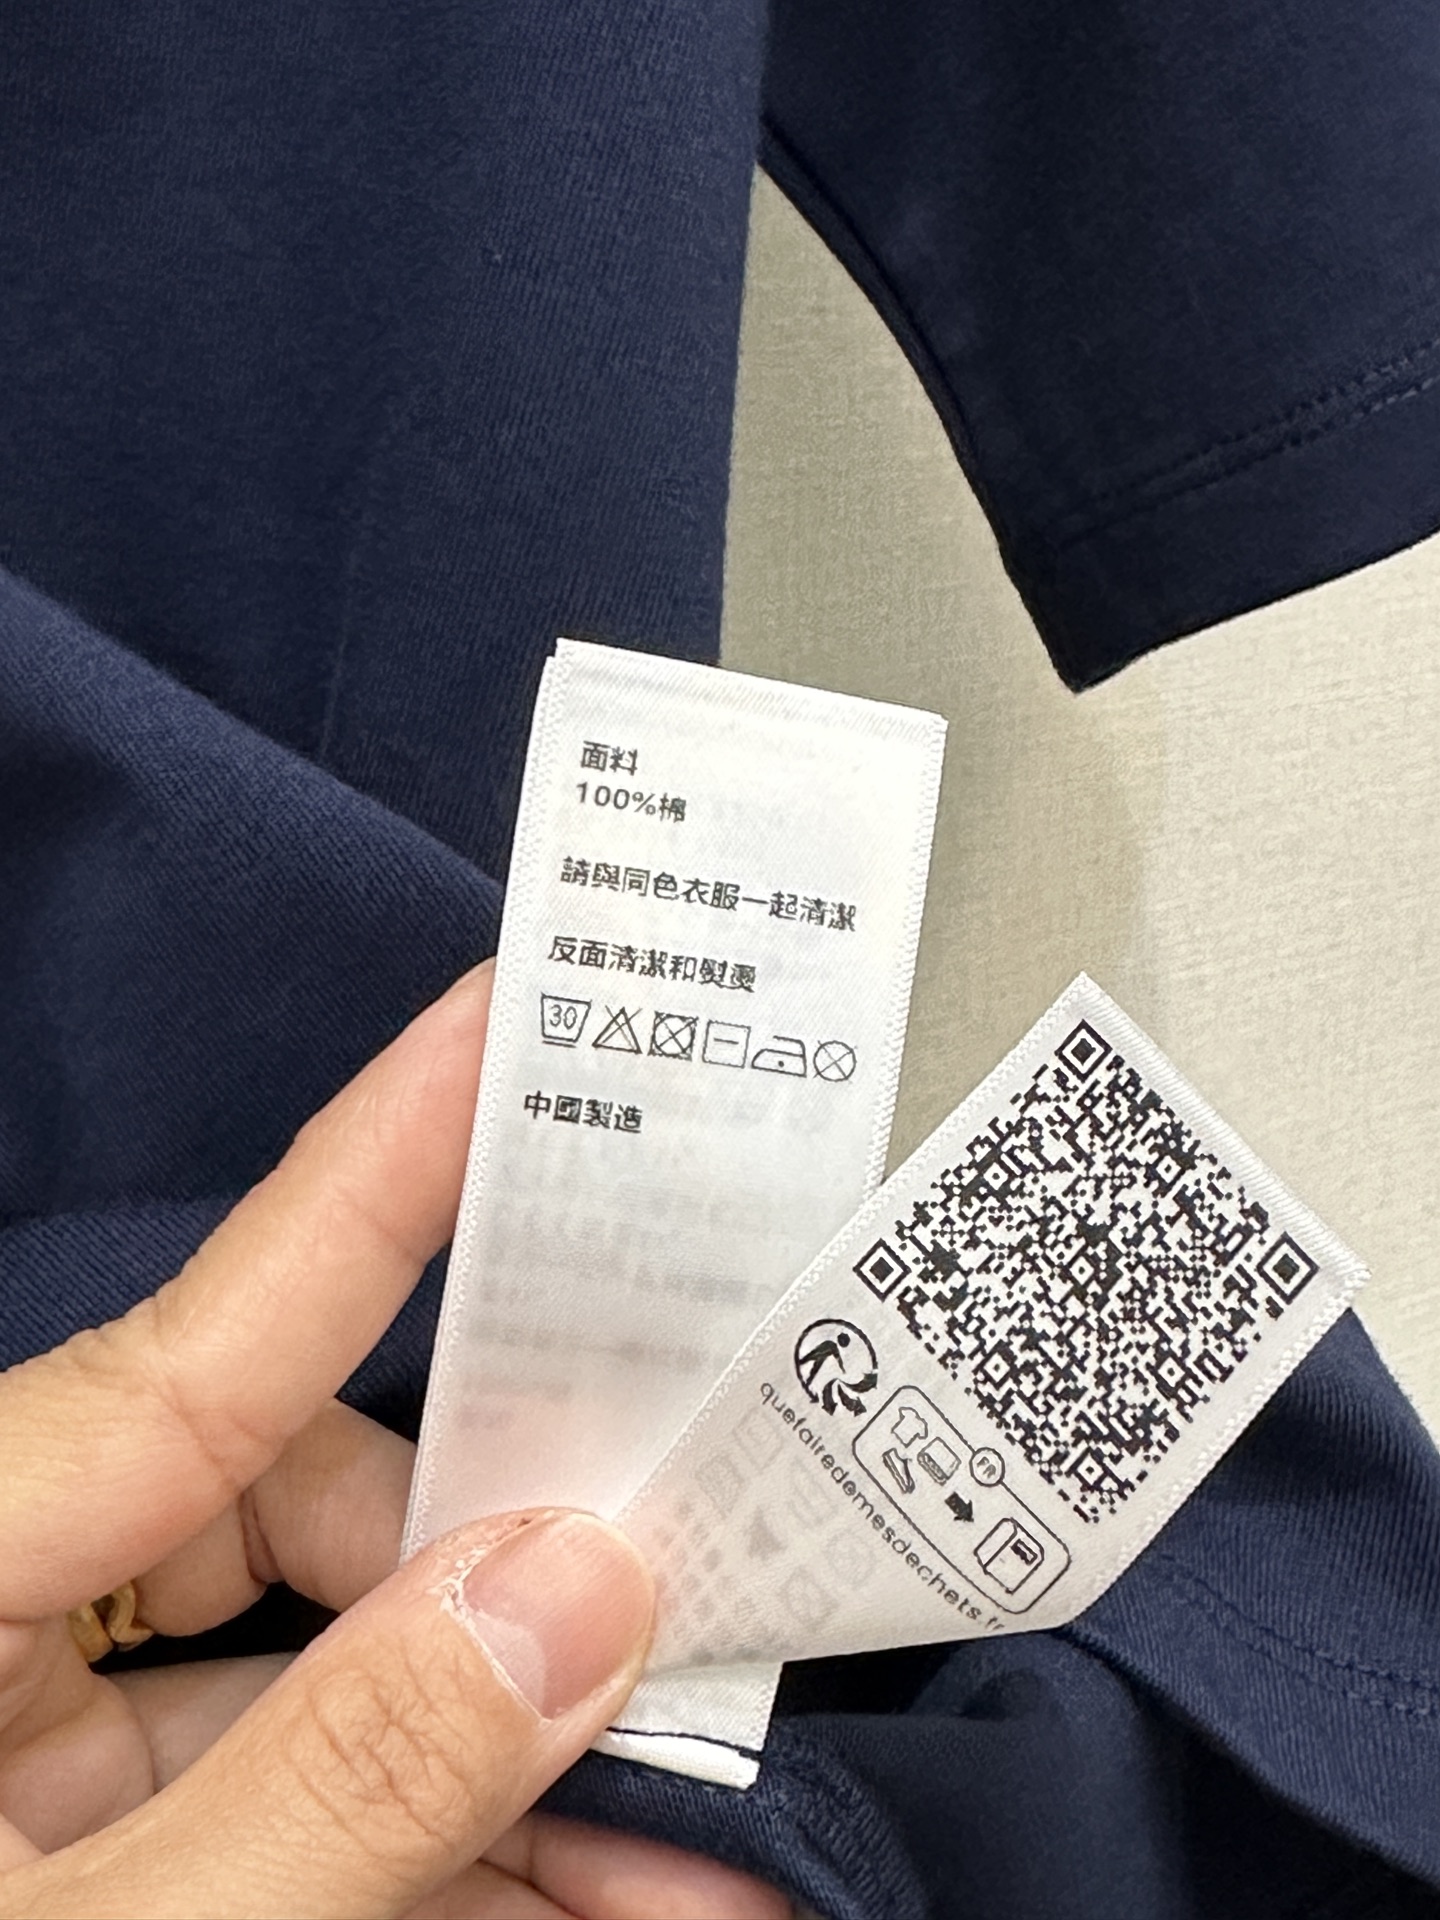 面料
100%棉
請與同色衣服一起清潔
反面清潔和熨燙
30
中國製造
FR
quefairedemesdechets.fr